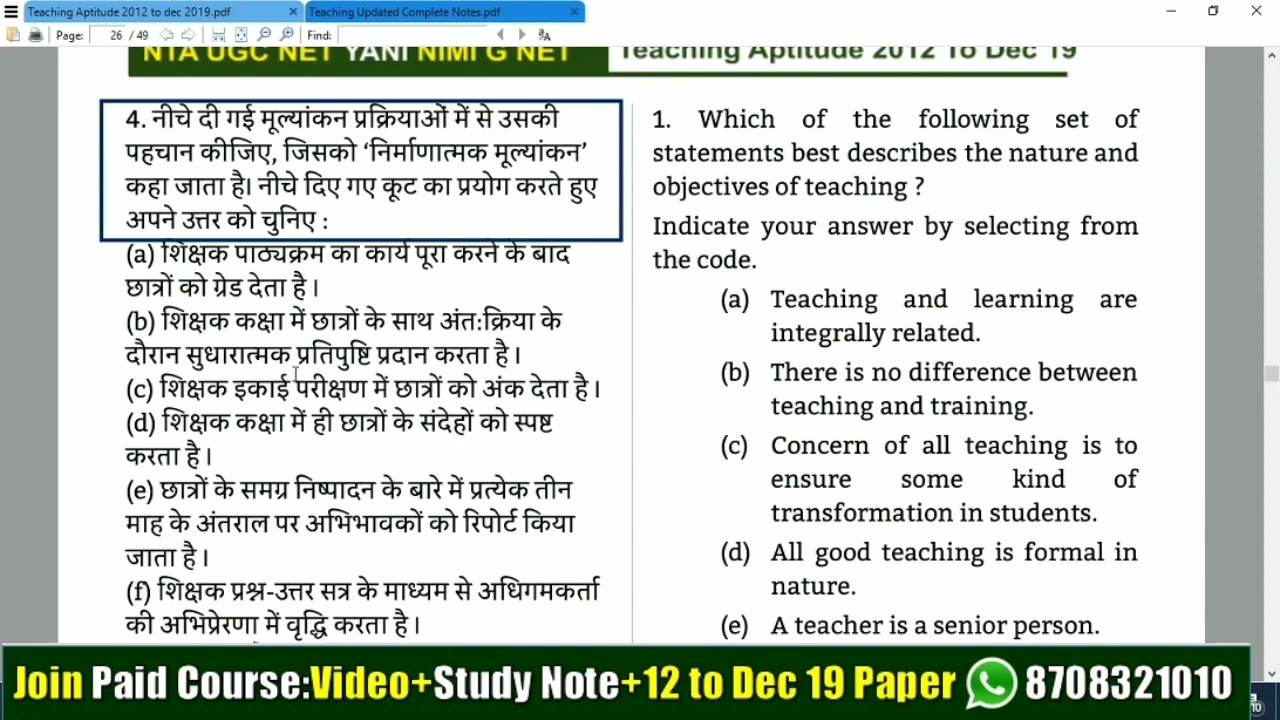 Teaching Aptitude 2012 to dec 2019.pdf
Teaching Updated Complete Notes.pdf
Page: 26 / 49 Find:
NTA UGC NET YANI NIMI G NET
Teaching Aptitude 2012 To Dec 19
4. नीचे दी गई मूल्यांकन प्रक्रियाओं में से उसकी
पहचान कीजिए, जिसको ‘निर्माणात्मक मूल्यांकन’
कहा जाता है। नीचे दिए गए कूट का प्रयोग करते हुए
अपने उत्तर को चुनिए :
(a) शिक्षक पाठ्यक्रम का कार्य पूरा करने के बाद
छात्रों को ग्रेड देता है।
(b) शिक्षक कक्षा में छात्रों के साथ अंत:क्रिया के
दौरान सुधारात्मक प्रतिपुष्टि प्रदान करता है।
(c) शिक्षक इकाई परीक्षण में छात्रों को अंक देता है।
(d) शिक्षक कक्षा में ही छात्रों के संदेहों को स्पष्ट
करता है।
(e) छात्रों के समग्र निष्पादन के बारे में प्रत्येक तीन
माह के अंतराल पर अभिभावकों को रिपोर्ट किया
जाता है।
(f) शिक्षक प्रश्न-उत्तर सत्र के माध्यम से अधिगमकर्ता
की अभिप्रेरणा में वृद्धि करता है।
1. Which of the following set of
statements best describes the nature and
objectives of teaching ?
Indicate your answer by selecting from
the code.
(a) Teaching and learning are
integrally related.
(b) There is no difference between
teaching and training.
(c) Concern of all teaching is to
ensure some kind of
transformation in students.
(d) All good teaching is formal in
nature.
(e) A teacher is a senior person.
Join Paid Course:Video+Study Note+12 to Dec 19 Paper 8708321010